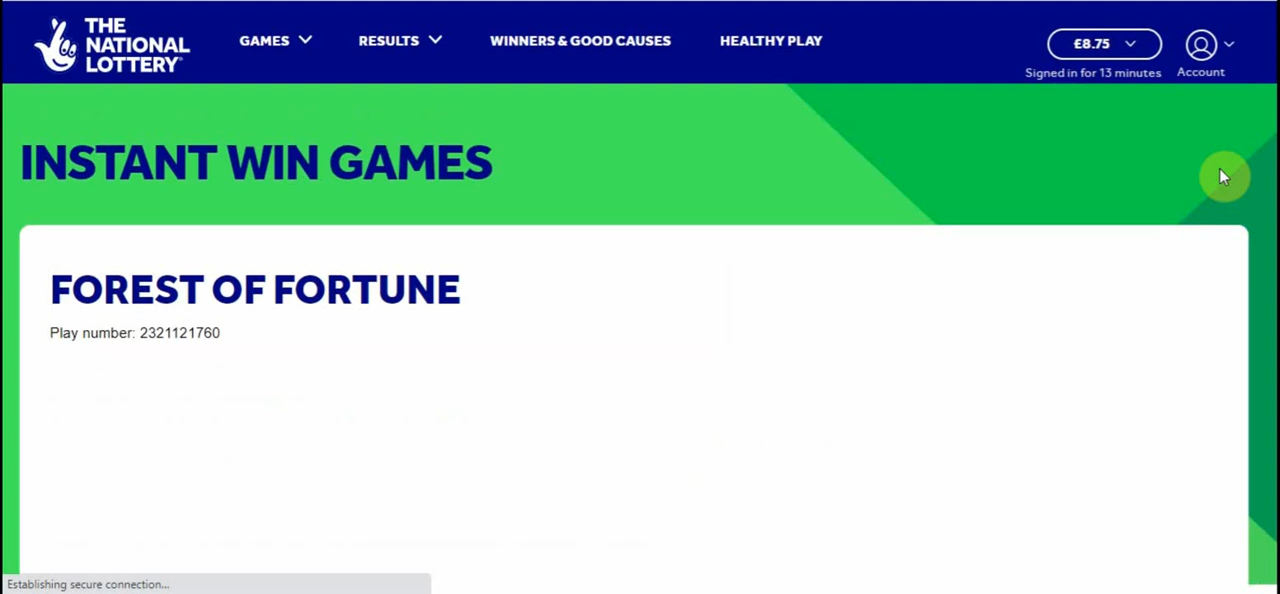 THE
NATIONAL
LOTTERY®
GAMES
RESULTS
WINNERS & GOOD CAUSES
HEALTHY PLAY
£8.75
Signed in for 13 minutes
Account
INSTANT WIN GAMES
FOREST OF FORTUNE
Play number: 2321121760
Establishing secure connection...